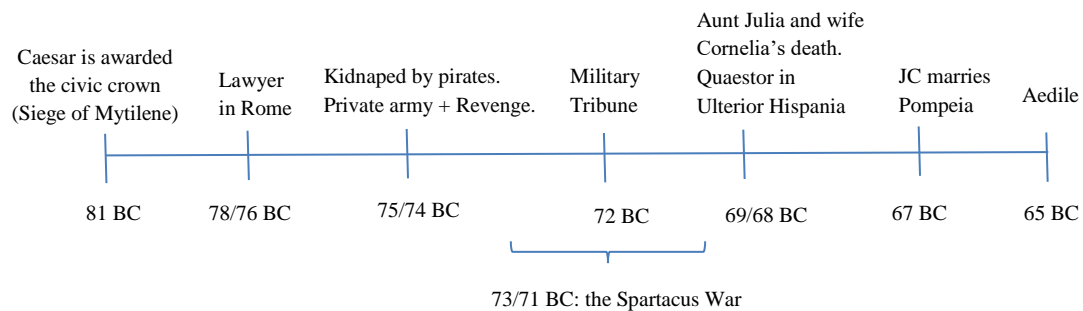 Caesar is awarded
the civic crown
(Siege of Mytilene)
Lawyer
in Rome
Kidnaped by pirates.
Private army + Revenge.
Military
Tribune
Aunt Julia and wife
Cornelia’s death.
Quaestor in
Ulterior Hispania
JC marries
Pompeia
Aedile
81 BC
78/76 BC
75/74 BC
72 BC
69/68 BC
67 BC
65 BC
73/71 BC: the Spartacus War